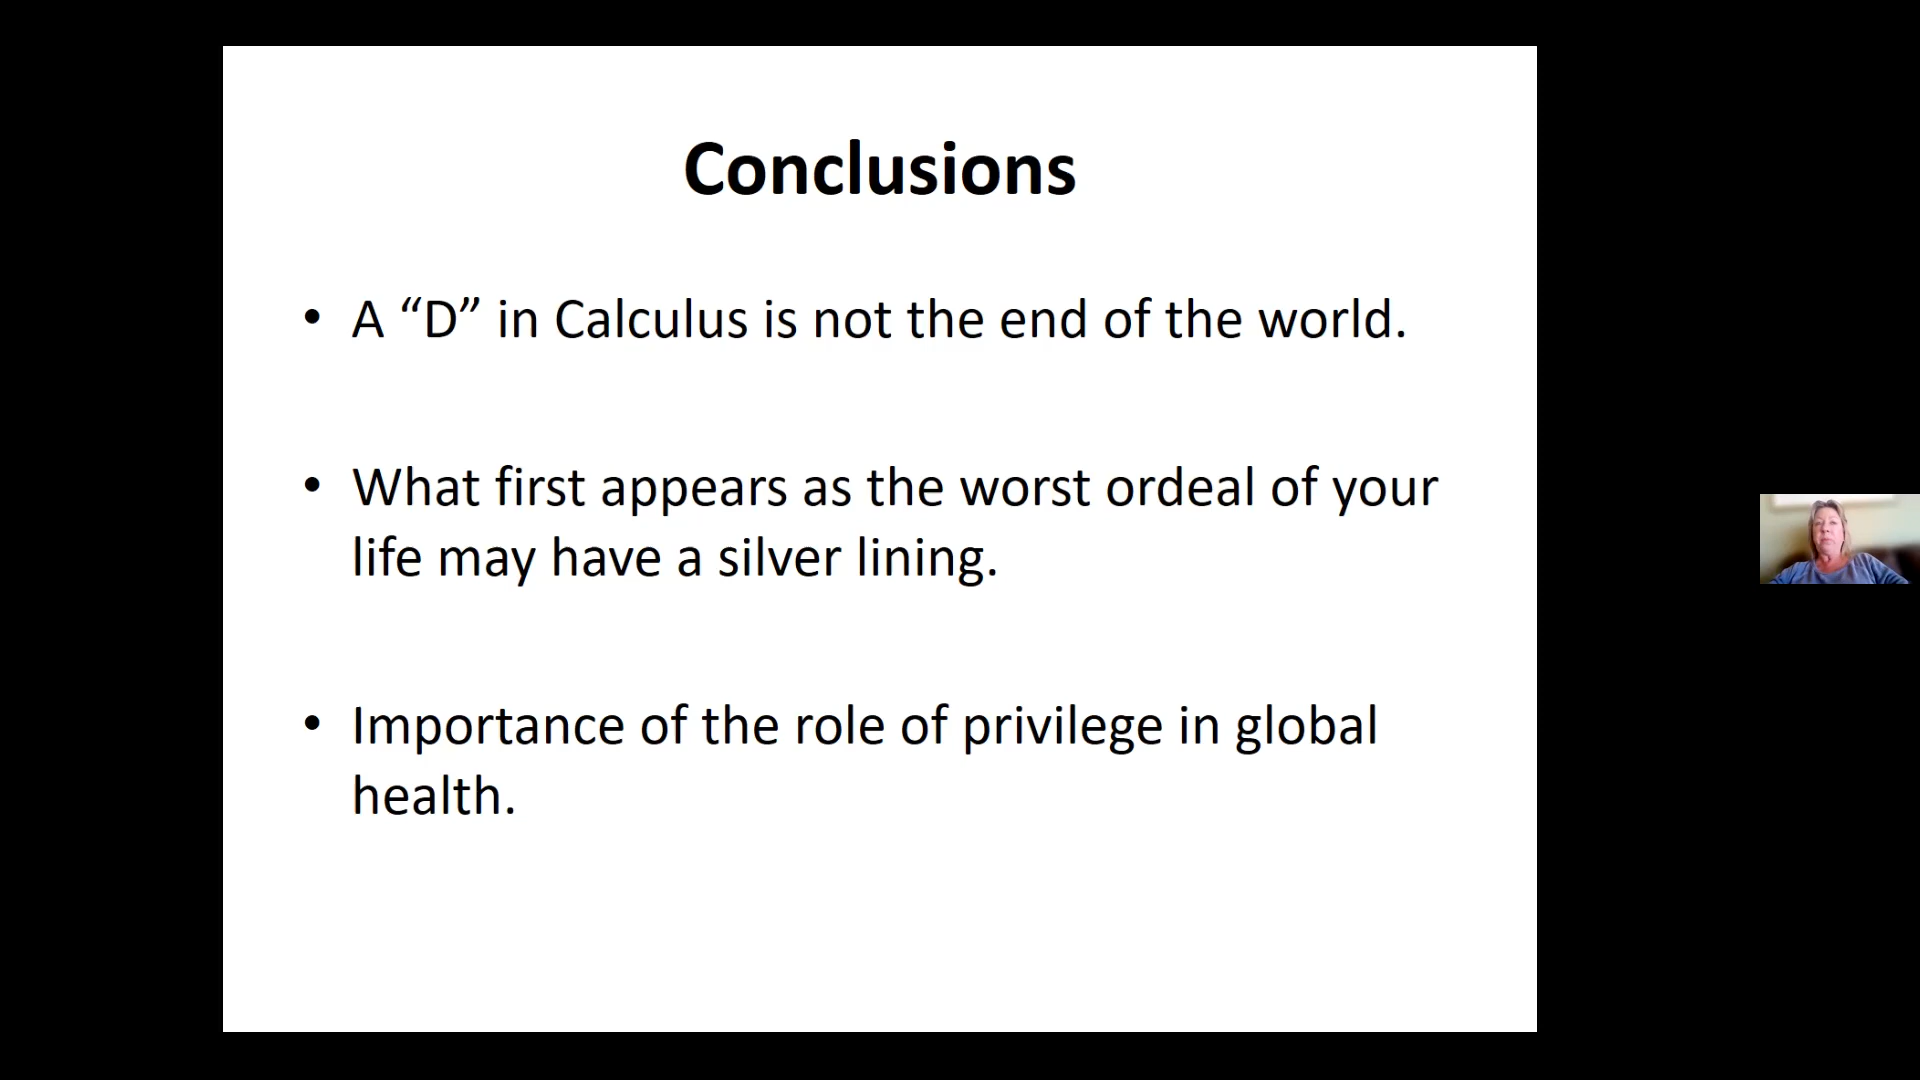 Conclusions
• A “D” in Calculus is not the end of the world.
• What first appears as the worst ordeal of your
life may have a silver lining.
• Importance of the role of privilege in global
health.